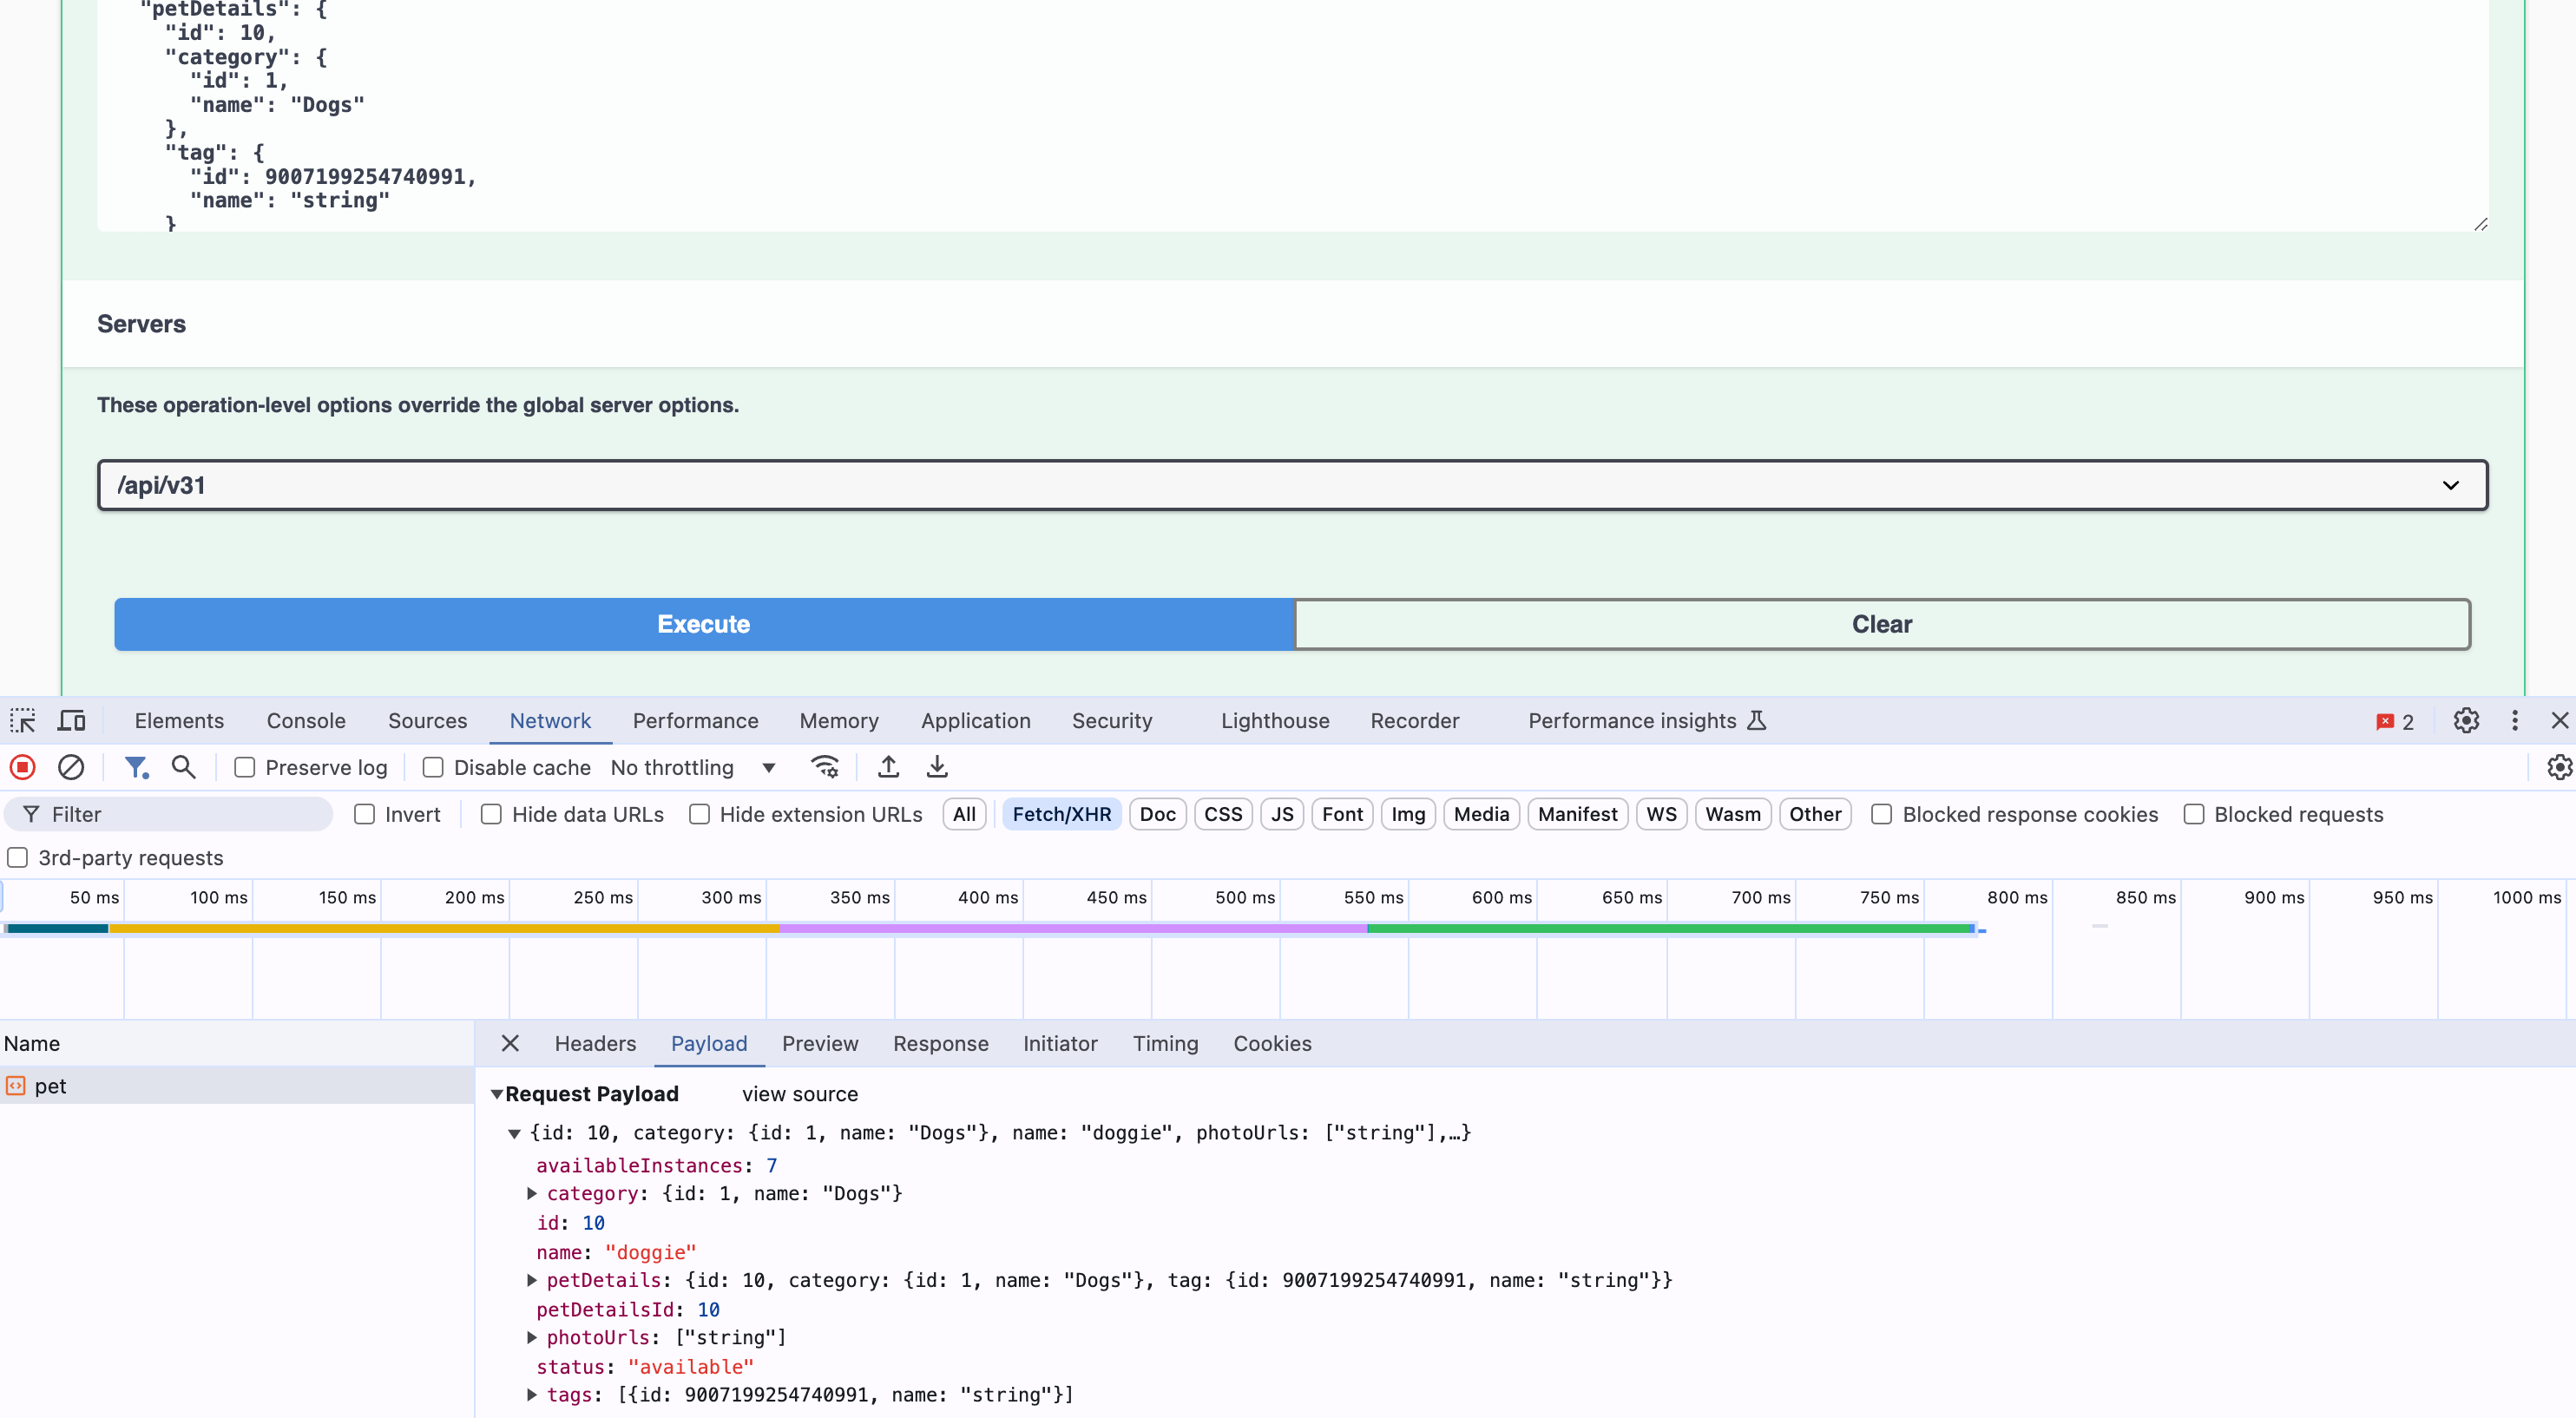 "petDetails": {
"id": 10,
"category": {
"id": 1,
"name": "Dogs"
},
"tag": {
"id": 9007199254740991,
"name": "string"
}
Servers
These operation-level options override the global server options.
/api/v31
Execute Clear
Elements Console Sources Network Performance Memory Application Security Lighthouse Recorder Performance insights 2
Preserve log Disable cache No throttling
Filter Invert Hide data URLs Hide extension URLs All Fetch/XHR Doc CSS JS Font Img Media Manifest WS Wasm Other Blocked response cookies Blocked requests
3rd-party requests
50 ms 100 ms 150 ms 200 ms 250 ms 300 ms 350 ms 400 ms 450 ms 500 ms 550 ms 600 ms 650 ms 700 ms 750 ms 800 ms 850 ms 900 ms 950 ms 1000 ms
Name Headers Payload Preview Response Initiator Timing Cookies
pet
Request Payload view source
{id: 10, category: {id: 1, name: "Dogs"}, name: "doggie", photoUrls: ["string"],…}
availableInstances: 7
category: {id: 1, name: "Dogs"}
id: 10
name: "doggie"
petDetails: {id: 10, category: {id: 1, name: "Dogs"}, tag: {id: 9007199254740991, name: "string"}}
petDetailsId: 10
photoUrls: ["string"]
status: "available"
tags: [{id: 9007199254740991, name: "string"}]